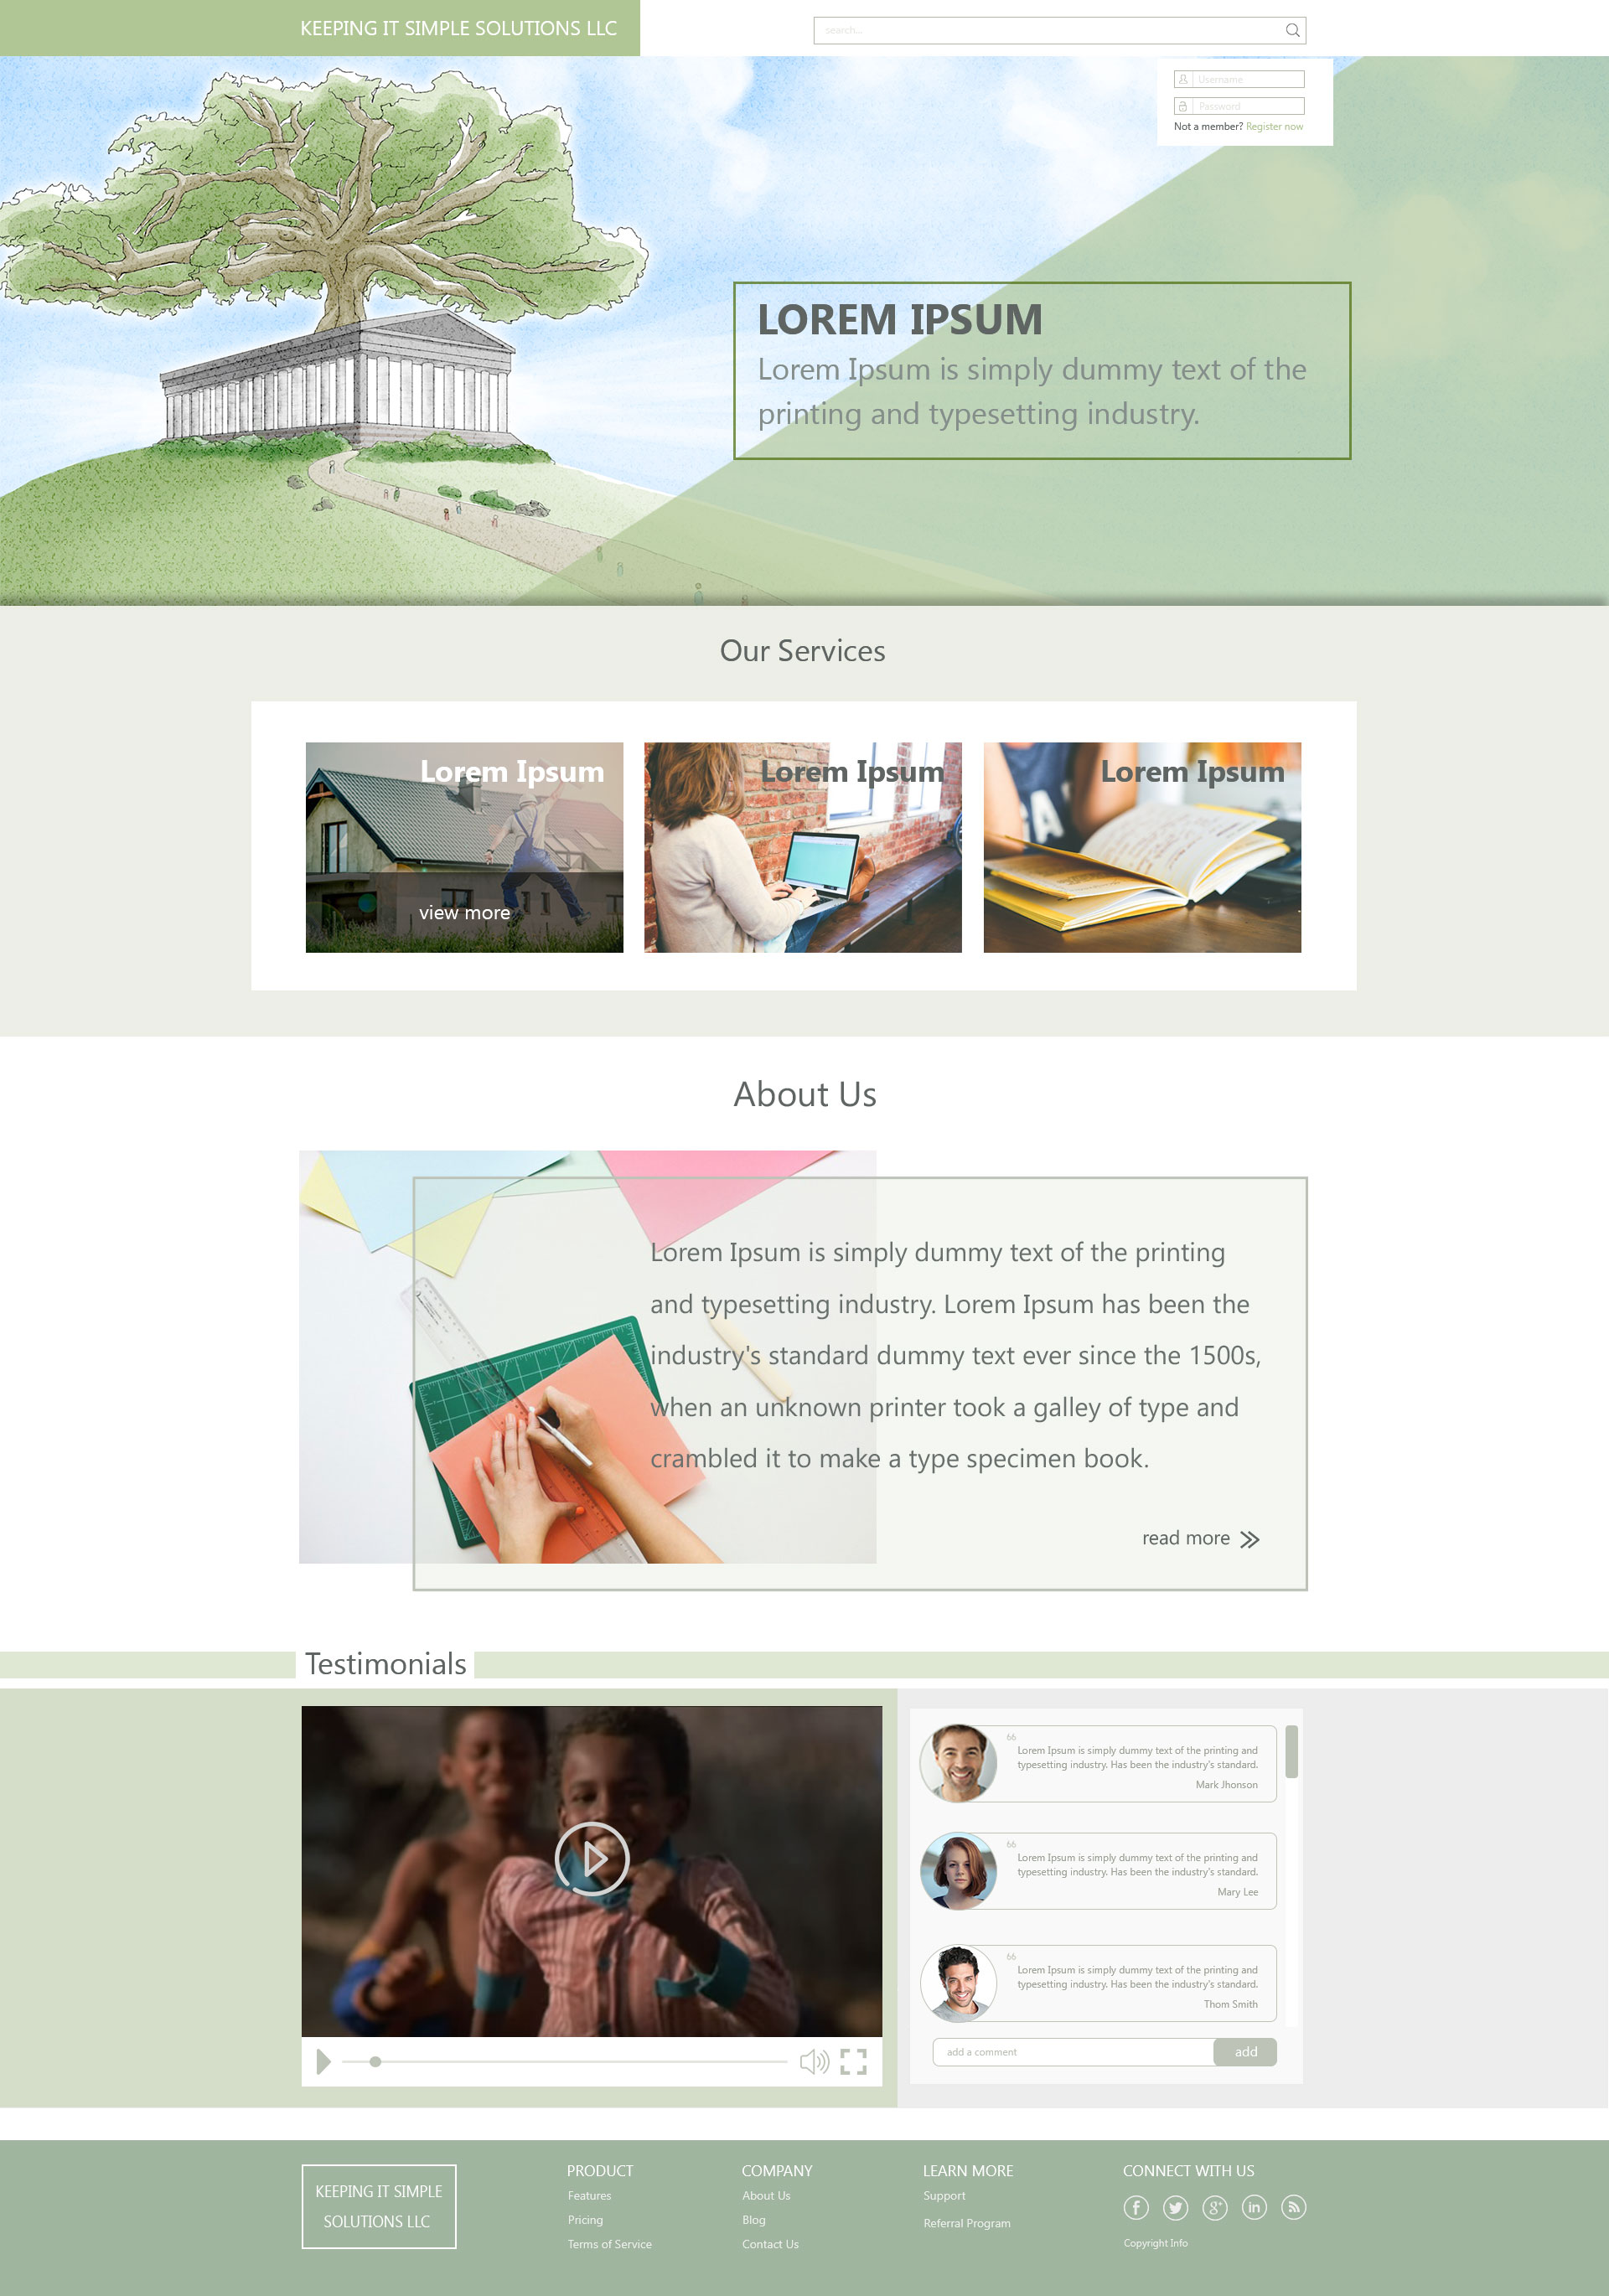 KEEPING IT SIMPLE SOLUTIONS LLC
search...
Username
Password
Not a member? Register now
LOREM IPSUM
Lorem Ipsum is simply dummy text of the
printing and typesetting industry.
Our Services
Lorem Ipsum
view more
Lorem Ipsum
Lorem Ipsum
About Us
Lorem Ipsum is simply dummy text of the printing
and typesetting industry. Lorem Ipsum has been the
industry's standard dummy text ever since the 1500s,
when an unknown printer took a galley of type and
crambled it to make a type specimen book.
read more
Testimonials
Lorem Ipsum is simply dummy text of the printing and
typesetting industry. Has been the industry's standard.
Mark Jhonson
Lorem Ipsum is simply dummy text of the printing and
typesetting industry. Has been the industry's standard.
Mary Lee
Lorem Ipsum is simply dummy text of the printing and
typesetting industry. Has been the industry's standard.
Thom Smith
add a comment
add
KEEPING IT SIMPLE
SOLUTIONS LLC
PRODUCT
Features
Pricing
Terms of Service
COMPANY
About Us
Blog
Contact Us
LEARN MORE
Support
Referral Program
CONNECT WITH US
Copyright Info